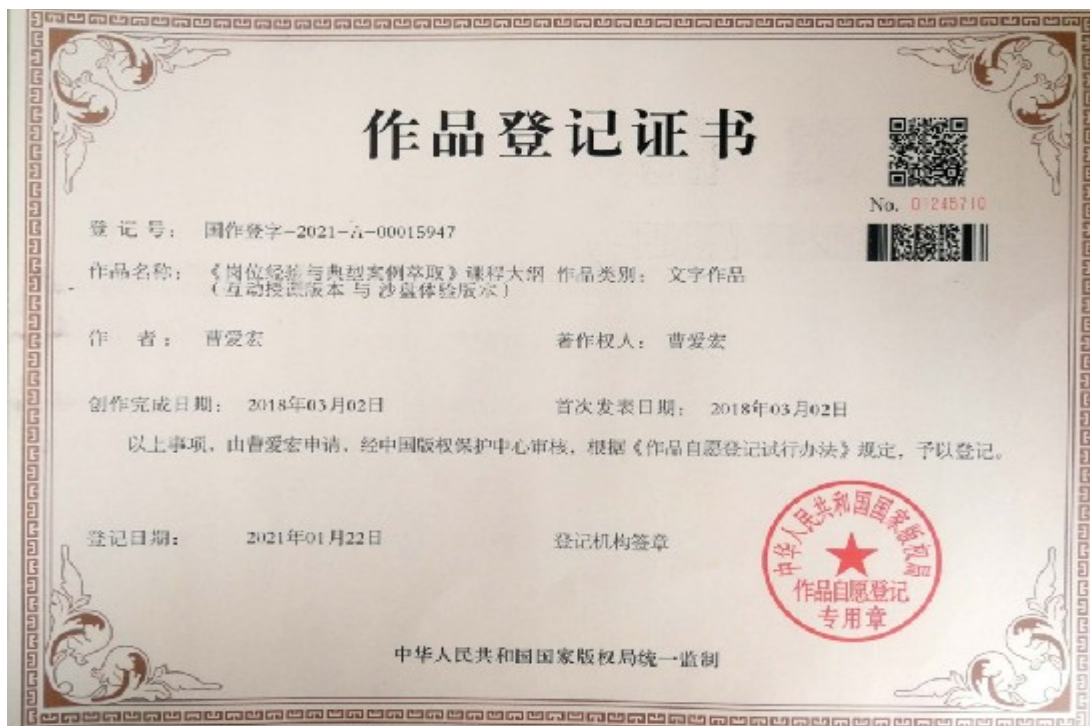 作品登记证书
No. 01245710
登 记 号： 国作登字-2021-A-00015947
作品名称： 《岗位经验与典型案例萃取》课程大纲 作品类别： 文字作品
（互动授课版本 与 沙盘体验版本）
作 者： 曹爱宏 著作权人： 曹爱宏
创作完成日期： 2018年03月02日 首次发表日期： 2018年03月02日
以上事项，由曹爱宏申请，经中国版权保护中心审核，根据《作品自愿登记试行办法》规定，予以登记。
登记日期： 2021年01月22日 登记机构签章
中华人民共和国国家版权局
作品自愿登记
专用章
中华人民共和国国家版权局统一监制